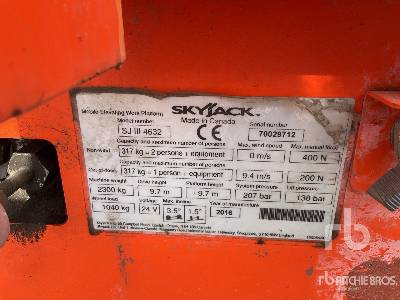 Mobile Elevating Work Platform
SKYJACK
Made in Canada
Model number
SJ III 4632
CE
Serial number
70029712
Capacity and maximum number of persons
Max. wind speed
Max. manual force
317 kg = 2 persons + equipment
0 m/s
400 N
Capacity and maximum number of persons
317 kg = 1 person + equipment
9.4 m/s
200 N
Machine weight
Drive height
Platform height
System pressure
Lift pressure
2300 kg
9.7 m
9.7 m
207 bar
138 bar
Wheel load
Voltage
Max. incline
Year of manufacture
1040 kg
24 V
3.5°
1.5°
2016
rb
RITCHIE BROS.